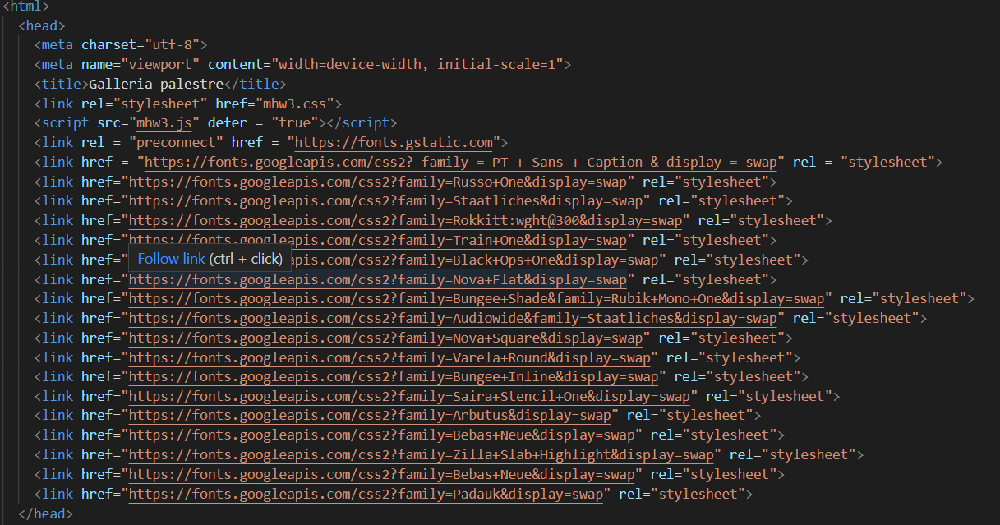 <html>
<head>
<meta charset="utf-8">
<meta name="viewport" content="width=device-width, initial-scale=1">
<title>Galleria palestre</title>
<link rel="stylesheet" href="mhw3.css">
<script src="mhw3.js" defer = "true"></script>
<link rel = "preconnect" href = "https://fonts.gstatic.com">
<link href = "https://fonts.googleapis.com/css2? family = PT + Sans + Caption & display = swap" rel = "stylesheet">
<link href="https://fonts.googleapis.com/css2?family=Russo+One&display=swap" rel="stylesheet">
<link href="https://fonts.googleapis.com/css2?family=Staatliches&display=swap" rel="stylesheet">
<link href="https://fonts.googleapis.com/css2?family=Rokkitt:wght@300&display=swap" rel="stylesheet">
<link href="https://fonts.googleapis.com/css2?family=Train+One&display=swap" rel="stylesheet">
<link href=" Follow link (ctrl + click) apis.com/css2?family=Black+Ops+One&display=swap" rel="stylesheet">
<link href="https://fonts.googleapis.com/css2?family=Nova+Flat&display=swap" rel="stylesheet">
<link href="https://fonts.googleapis.com/css2?family=Bungee+Shade&family=Rubik+Mono+One&display=swap" rel="stylesheet">
<link href="https://fonts.googleapis.com/css2?family=Audiowide&family=Staatliches&display=swap" rel="stylesheet">
<link href="https://fonts.googleapis.com/css2?family=Nova+Square&display=swap" rel="stylesheet">
<link href="https://fonts.googleapis.com/css2?family=Varela+Round&display=swap" rel="stylesheet">
<link href="https://fonts.googleapis.com/css2?family=Bungee+Inline&display=swap" rel="stylesheet">
<link href="https://fonts.googleapis.com/css2?family=Saira+Stencil+One&display=swap" rel="stylesheet">
<link href="https://fonts.googleapis.com/css2?family=Arbutus&display=swap" rel="stylesheet">
<link href="https://fonts.googleapis.com/css2?family=Bebas+Neue&display=swap" rel="stylesheet">
<link href="https://fonts.googleapis.com/css2?family=Zilla+Slab+Highlight&display=swap" rel="stylesheet">
<link href="https://fonts.googleapis.com/css2?family=Bebas+Neue&display=swap" rel="stylesheet">
<link href="https://fonts.googleapis.com/css2?family=Padauk&display=swap" rel="stylesheet">
</head>